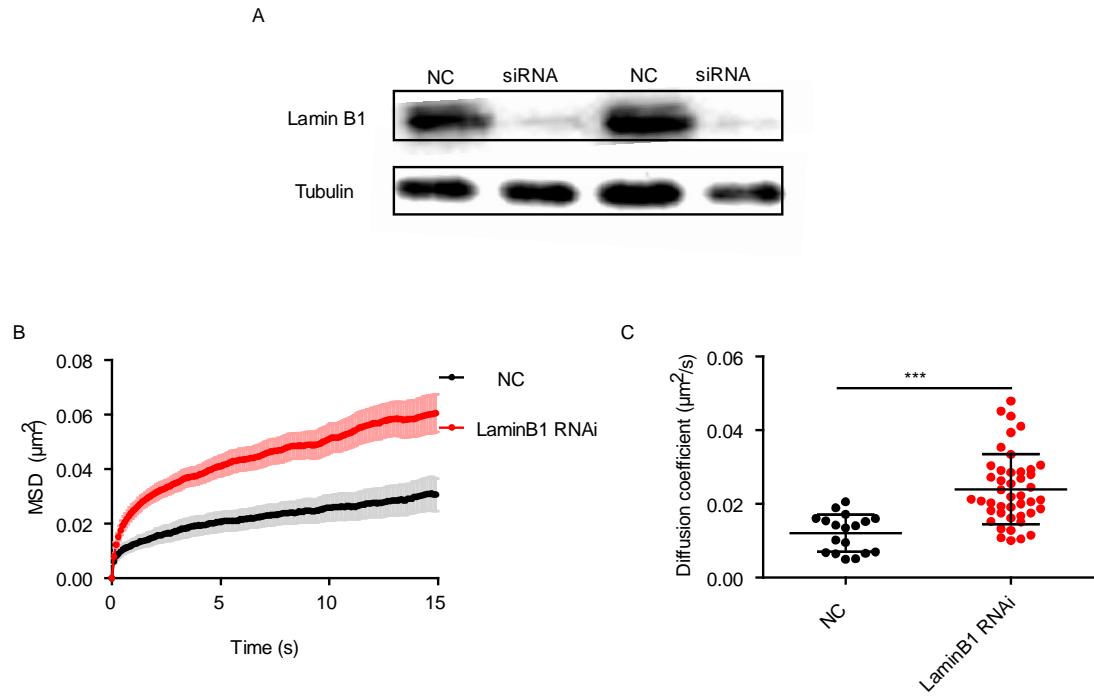 A
NC siRNA NC siRNA
Lamin B1
Tubulin
B
MSD (μm²)
0.08
0.06
0.04
0.02
0.00
0 5 10 15
Time (s)
NC
LaminB1 RNAi
C
Diffusion coefficient (μm²/s)
0.06
0.04
0.02
0.00
***
NC
LaminB1 RNAi